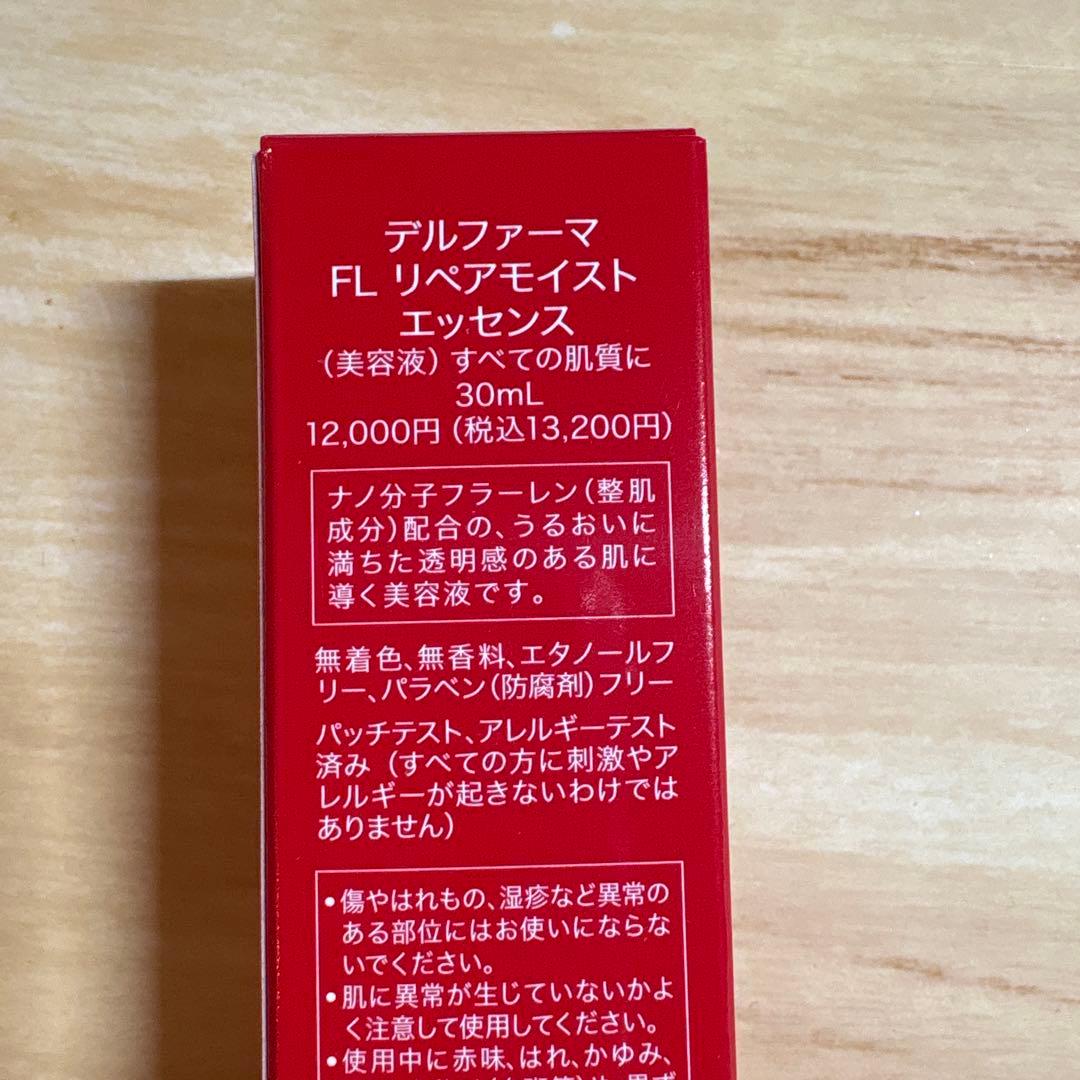 デルファーマ
FL リペアモイスト
エッセンス
（美容液）すべての肌質に
30mL
12,000円（税込13,200円）
ナノ分子フラーレン（整肌
成分）配合の、うるおいに
満ちた透明感のある肌に
導く美容液です。
無着色、無香料、エタノールフ
リー、パラベン（防腐剤）フリー
パッチテスト、アレルギーテスト
済み（すべての方に刺激やア
レルギーが起きないわけでは
ありません）
•傷やはれもの、湿疹など異常の
ある部位にはお使いにならな
いでください。
•肌に異常が生じていないかよ
く注意して使用してください。
•使用中に赤味、はれ、かゆみ、